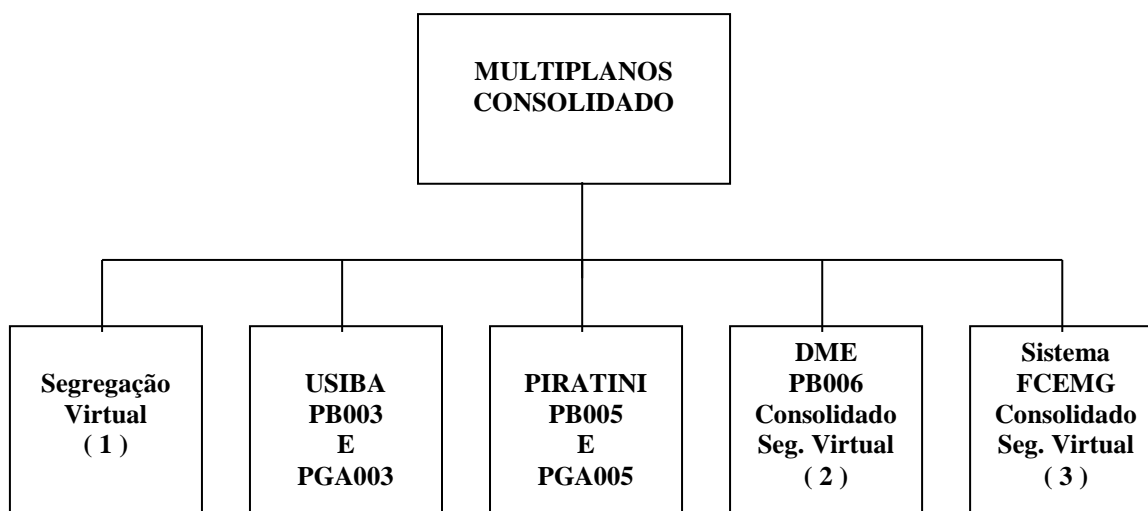 MULTIPLANOS
CONSOLIDADO
Segregação
Virtual
( 1 )
USIBA
PB003
E
PGA003
PIRATINI
PB005
E
PGA005
DME
PB006
Consolidado
Seg. Virtual
( 2 )
Sistema
FCEMG
Consolidado
Seg. Virtual
( 3 )